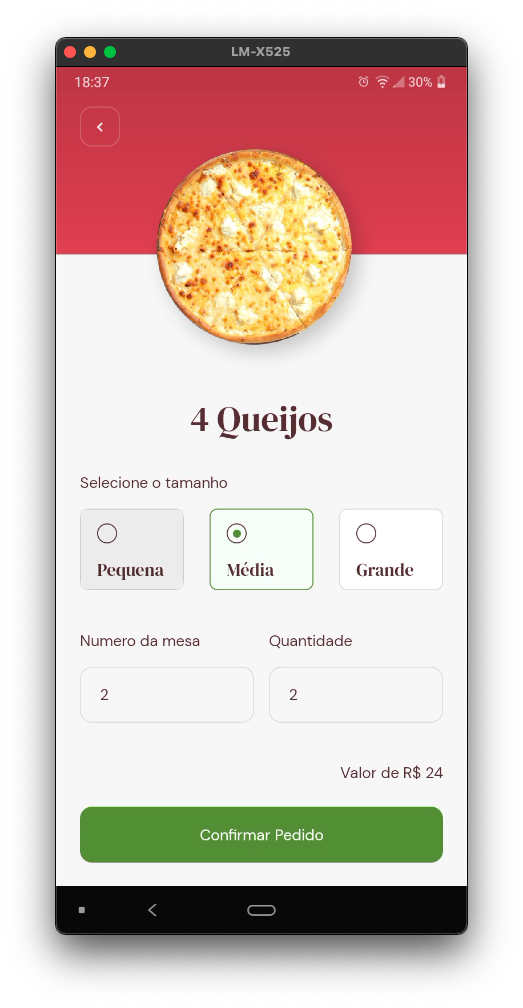 LM-X525
18:37 30%
4 Queijos
Selecione o tamanho
Pequena Média Grande
Numero da mesa Quantidade
2 2
Valor de R$ 24
Confirmar Pedido